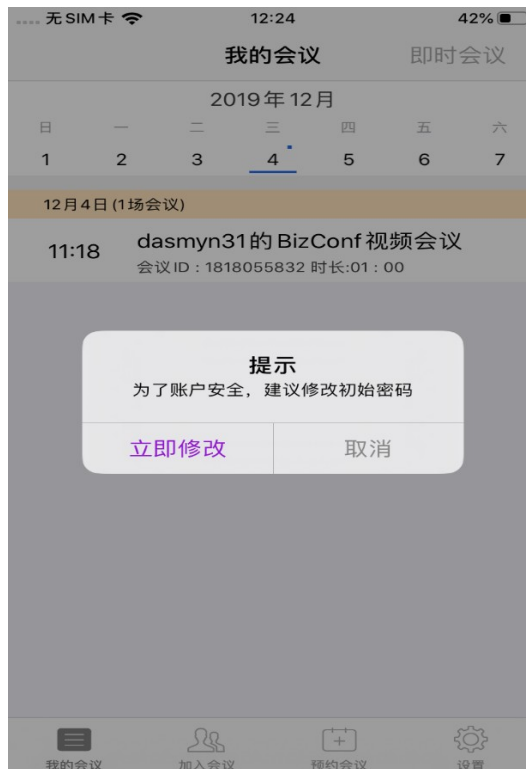 无SIM卡 12:24 42%
我的会议 即时会议
2019年12月
日 一 二 三 四 五 六
1 2 3 4 5 6 7
12月4日(1场会议)
11:18 dasmyn31的BizConf视频会议
会议ID：1818055832 时长:01：00
提示
为了账户安全，建议修改初始密码
立即修改 取消
我的会议 加入会议 预约会议 设置